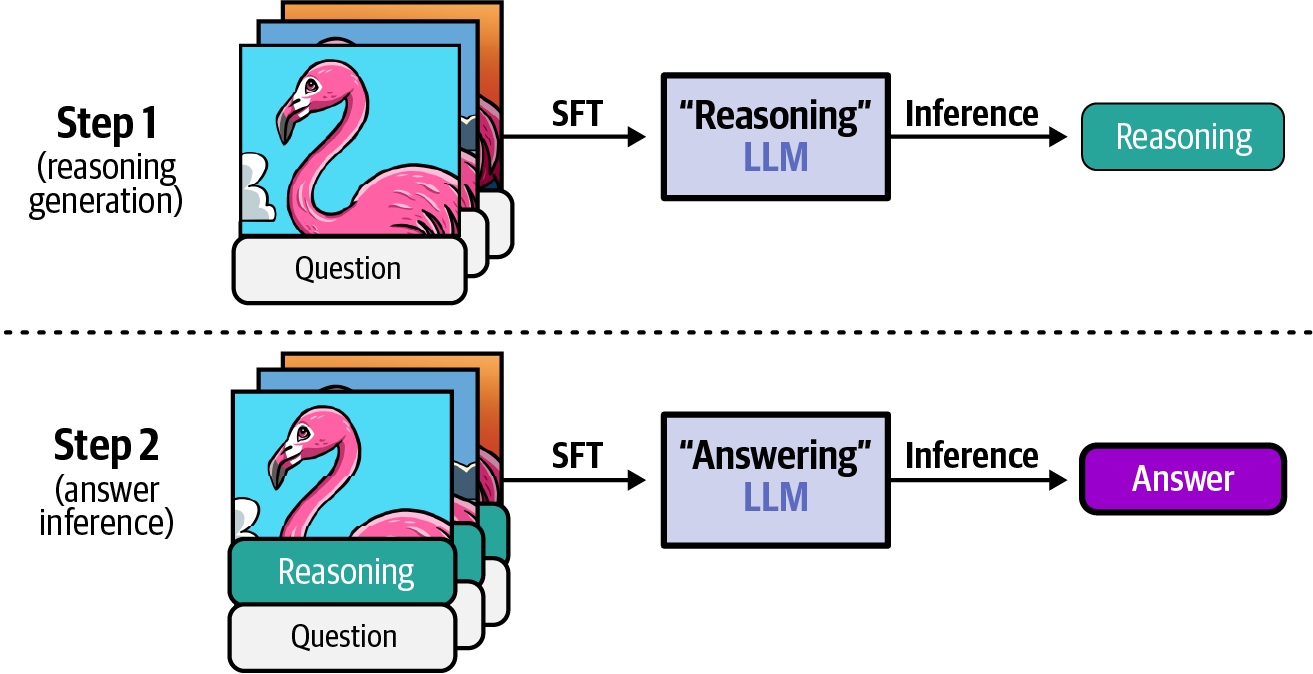 Step 1
(reasoning
generation)
Question
SFT
“Reasoning”
LLM
Inference
Reasoning
Step 2
(answer
inference)
Reasoning
Question
SFT
“Answering”
LLM
Inference
Answer